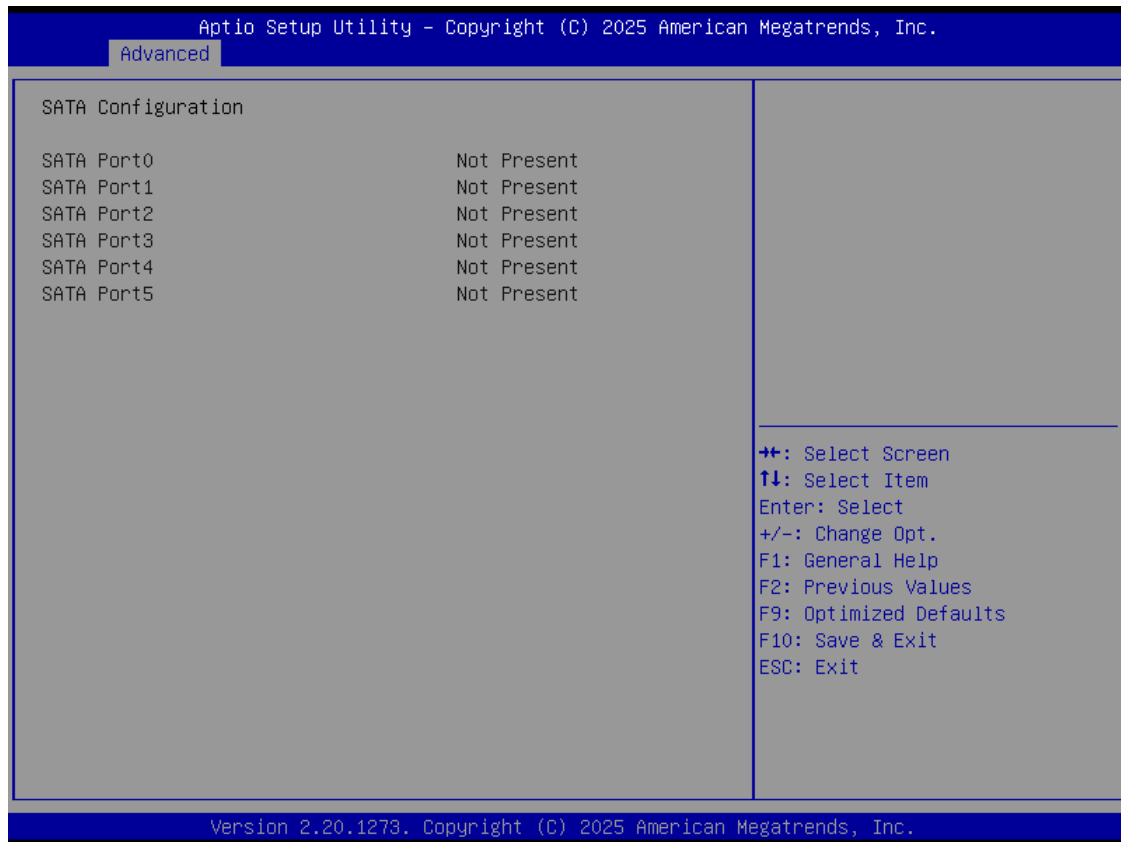 Aptio Setup Utility – Copyright (C) 2025 American Megatrends, Inc.
Advanced
SATA Configuration
SATA Port0 Not Present
SATA Port1 Not Present
SATA Port2 Not Present
SATA Port3 Not Present
SATA Port4 Not Present
SATA Port5 Not Present
→←: Select Screen
↑↓: Select Item
Enter: Select
+/-: Change Opt.
F1: General Help
F2: Previous Values
F9: Optimized Defaults
F10: Save & Exit
ESC: Exit
Version 2.20.1273. Copyright (C) 2025 American Megatrends, Inc.